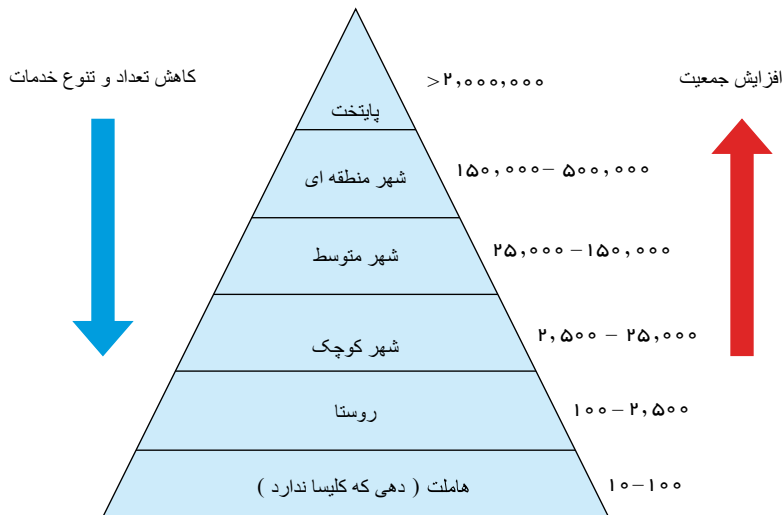 افزایش جمعیت
کاهش تعداد و تنوع خدمات
>۲,۰۰۰,۰۰۰
پایتخت
۱۵۰,۰۰۰– ۵۰۰,۰۰۰
شهر منطقه ای
۲۵,۰۰۰ –۱۵۰,۰۰۰
شهر متوسط
۲,۵۰۰ – ۲۵,۰۰۰
شهر کوچک
۱۰۰–۲,۵۰۰
روستا
۱۰–۱۰۰
هاملت ( دهی که کلیسا ندارد )